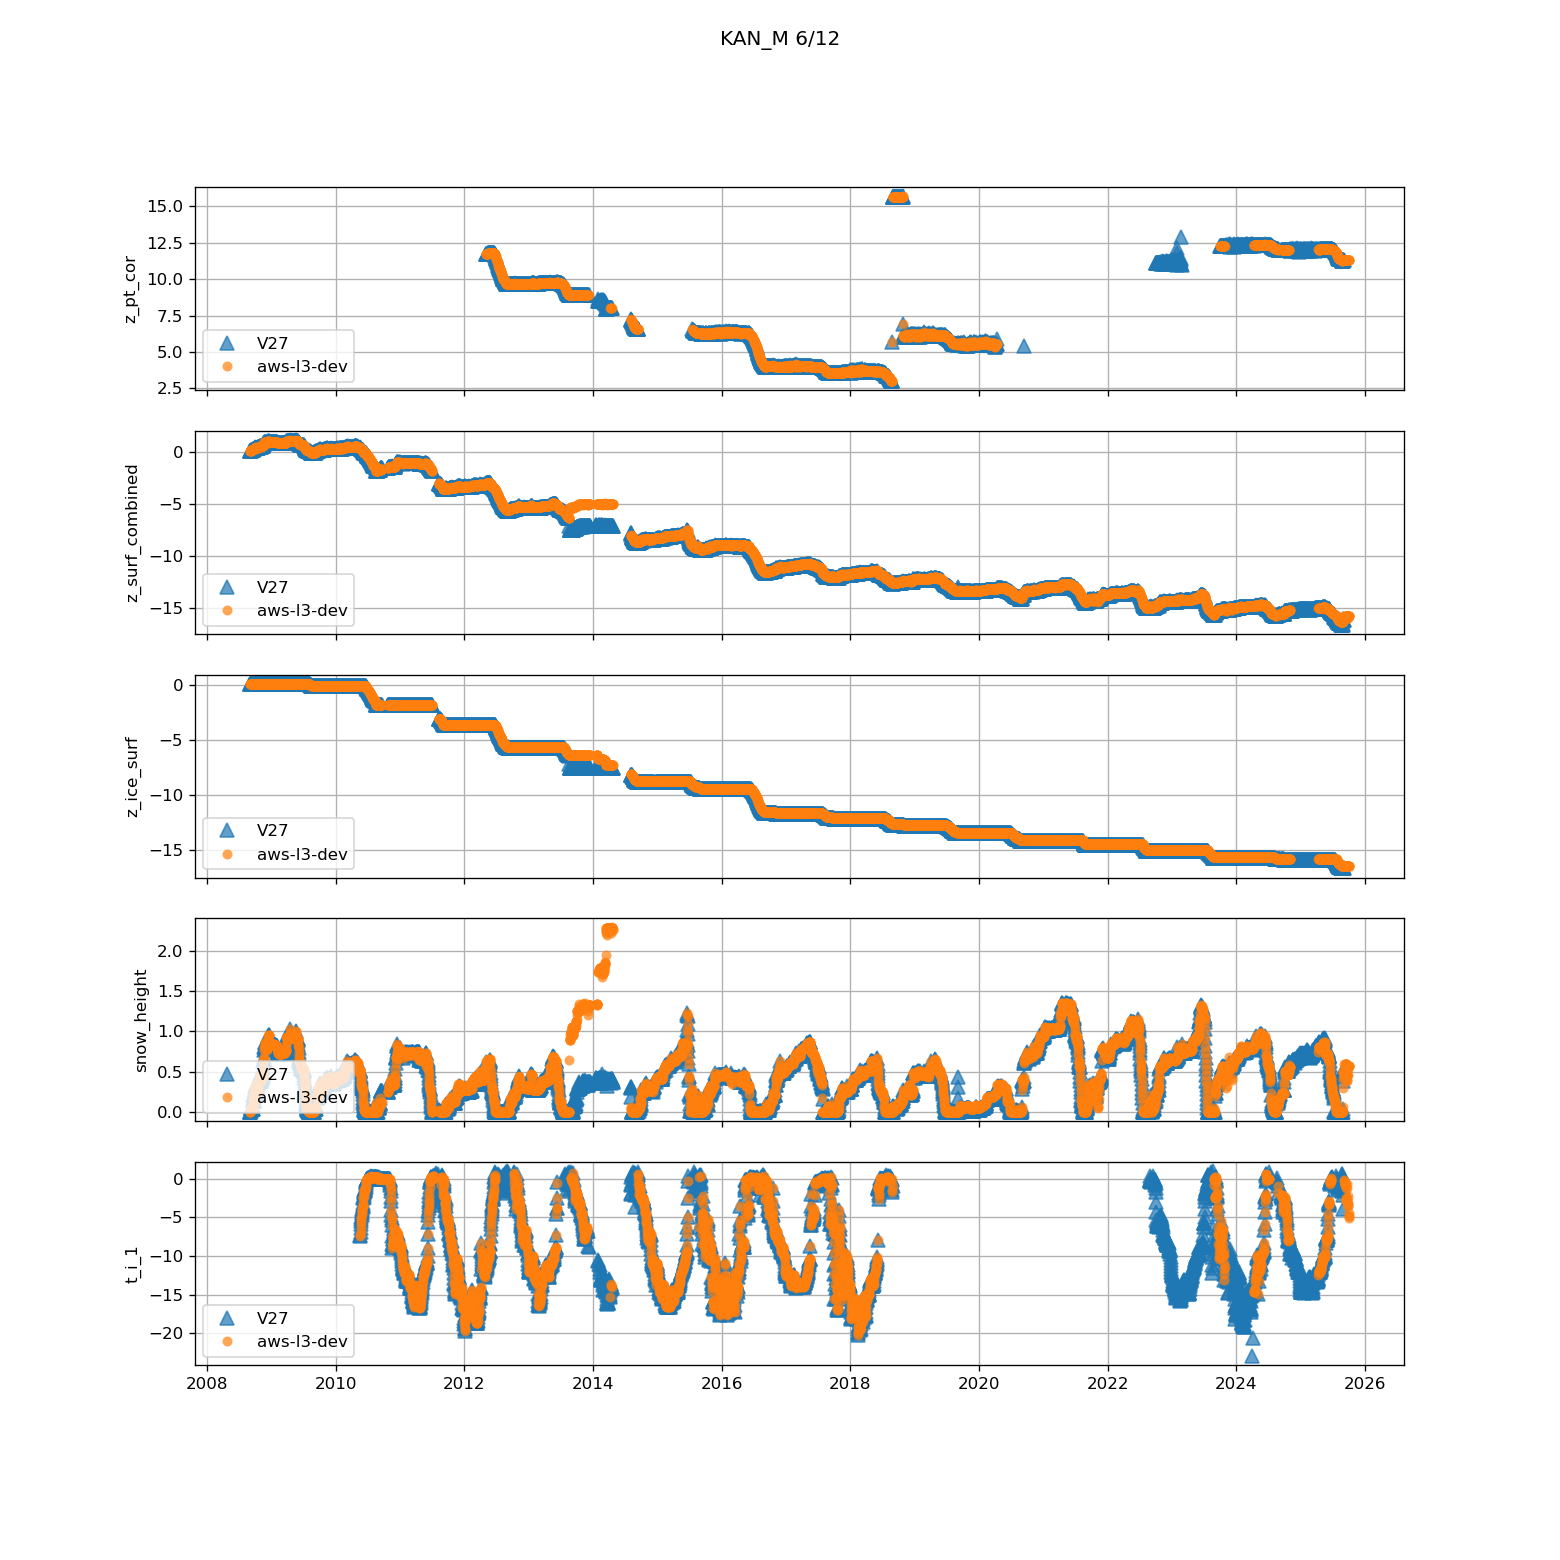 KAN_M 6/12
z_pt_cor
15.0
12.5
10.0
7.5
5.0
2.5
V27
aws-l3-dev
z_surf_combined
0
−5
−10
−15
V27
aws-l3-dev
z_ice_surf
0
−5
−10
−15
V27
aws-l3-dev
snow_height
2.0
1.5
1.0
0.5
0.0
V27
aws-l3-dev
t_i_1
0
−5
−10
−15
−20
V27
aws-l3-dev
2008 2010 2012 2014 2016 2018 2020 2022 2024 2026